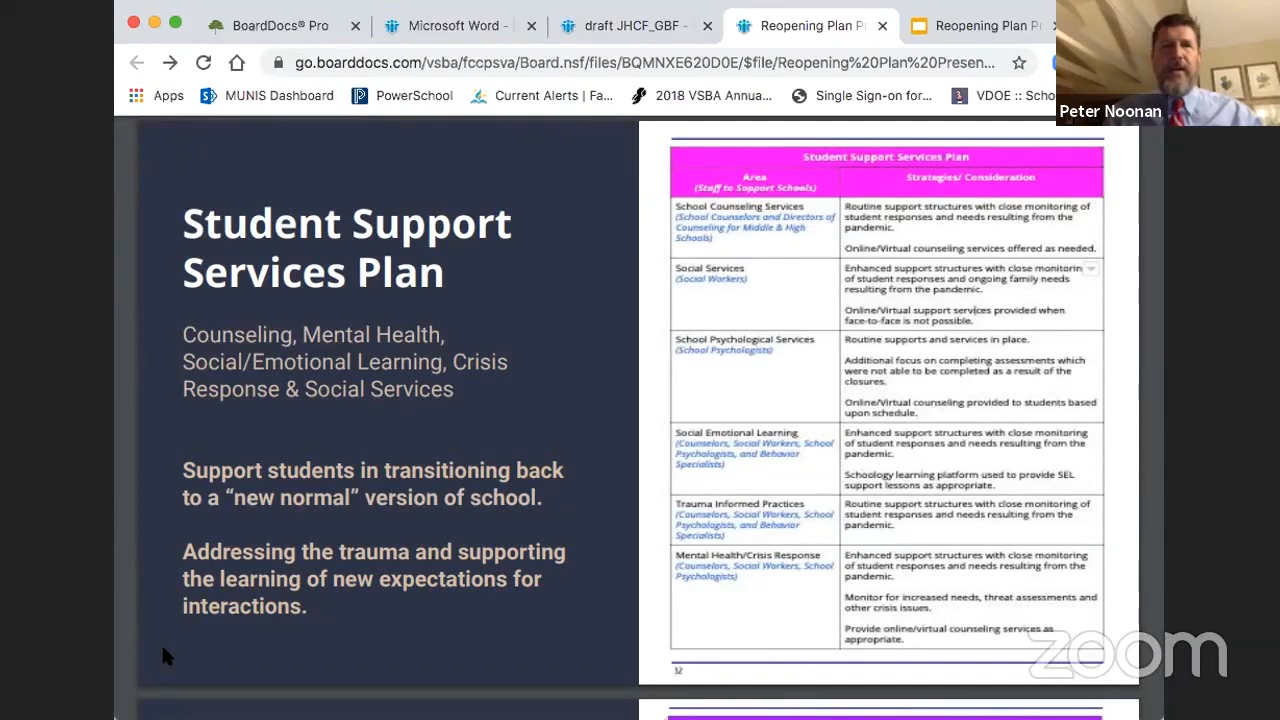 BoardDocs® Pro
Microsoft Word -
draft JHCF_GBF -
Reopening Plan P
Reopening Plan P
go.boarddocs.com/vsba/fccpsva/Board.nsf/files/BQMNXE620D0E/$file/Reopening%20Plan%20Presen...
Apps
MUNIS Dashboard
PowerSchool
Current Alerts | Fa...
2018 VSBA Annua...
Single Sign-on for...
VDOE :: Scho
Peter Noonan
Student Support
Services Plan
Counseling, Mental Health,
Social/Emotional Learning, Crisis
Response & Social Services
Support students in transitioning back
to a “new normal” version of school.
Addressing the trauma and supporting
the learning of new expectations for
interactions.
Student Support Services Plan
Area
(Staff to Support Schools)
Strategies/ Consideration
School Counseling Services
(School Counselors and Directors of
Counseling for Middle & High
Schools)
Routine support structures with close monitoring of
student responses and needs resulting from the
pandemic.
Online/Virtual counseling services offered as needed.
Social Services
(Social Workers)
Enhanced support structures with close monitorin
of student responses and ongoing family needs
resulting from the pandemic.
Online/Virtual support services provided when
face-to-face is not possible.
School Psychological Services
(School Psychologists)
Routine supports and services in place.
Additional focus on completing assessments which
were not able to be completed as a result of the
closures.
Online/Virtual counseling provided to students based
upon schedule.
Social Emotional Learning
(Counselors, Social Workers, School
Psychologists, and Behavior
Specialists)
Enhanced support structures with close monitoring
of student responses and needs resulting from the
pandemic.
Schoology learning platform used to provide SEL
support lessons as appropriate.
Trauma Informed Practices
(Counselors, Social Workers, School
Psychologists, and Behavior
Specialists)
Routine support structures with close monitoring of
student responses and needs resulting from the
pandemic.
Mental Health/Crisis Response
(Counselors, Social Workers, School
Psychologists)
Enhanced support structures with close monitoring
of student responses and needs resulting from the
pandemic.
Monitor for increased needs, threat assessments and
other crisis issues.
Provide online/virtual counseling services as
appropriate.
32
zoom